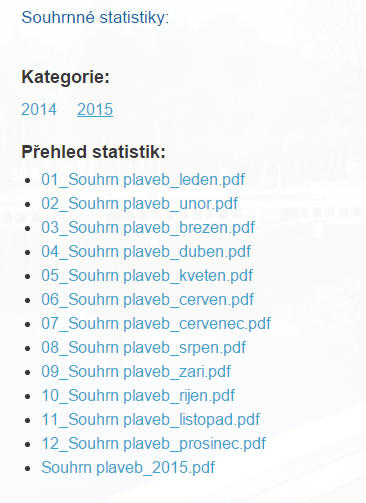 Souhrnné statistiky:
Kategorie:
2014 2015
Přehled statistik:
01_Souhrn plaveb_leden.pdf
02_Souhrn plaveb_unor.pdf
03_Souhrn plaveb_brezen.pdf
04_Souhrn plaveb_duben.pdf
05_Souhrn plaveb_kveten.pdf
06_Souhrn plaveb_cerven.pdf
07_Souhrn plaveb_cervenec.pdf
08_Souhrn plaveb_srpen.pdf
09_Souhrn plaveb_zari.pdf
10_Souhrn plaveb_rijen.pdf
11_Souhrn plaveb_listopad.pdf
12_Souhrn plaveb_prosinec.pdf
Souhrn plaveb_2015.pdf